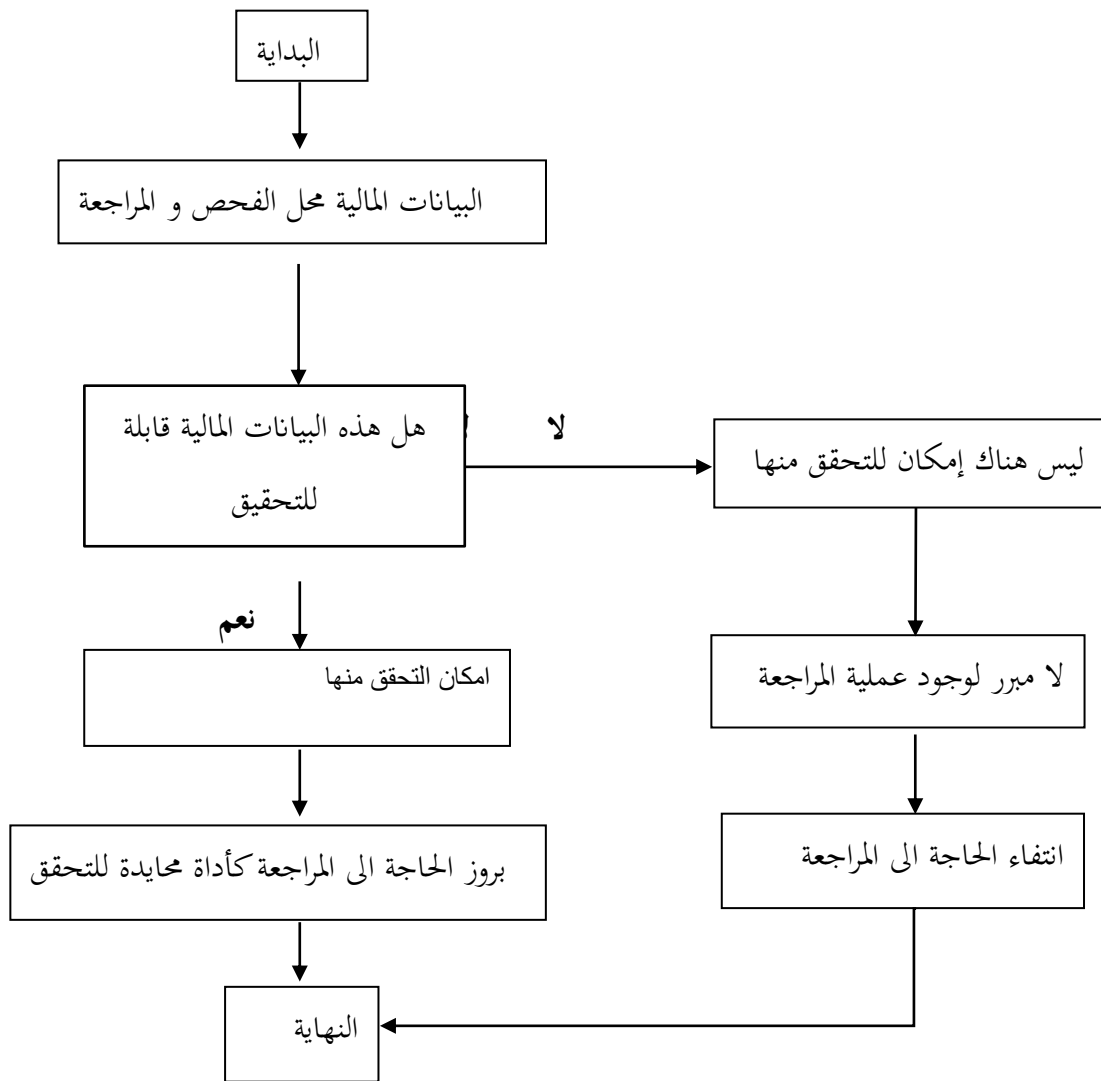 البداية
البيانات المالية محل الفحص و المراجعة
هل هذه البيانات المالية قابلة
للتحقيق
لا
ليس هناك إمكان للتحقق منها
نعم
امكان التحقق منها
لا مبرر لوجود عملية المراجعة
بروز الحاجة الى المراجعة كأداة محايدة للتحقق
انتفاء الحاجة الى المراجعة
النهاية